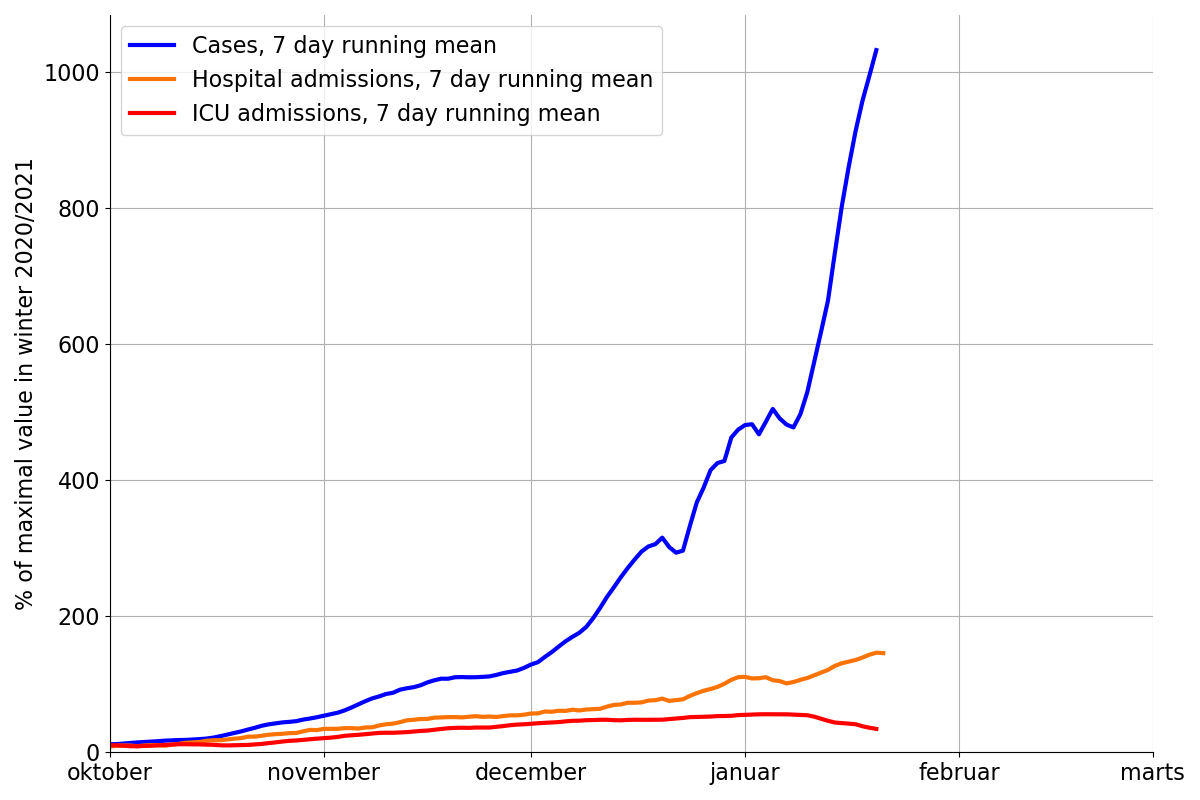 Cases, 7 day running mean
Hospital admissions, 7 day running mean
ICU admissions, 7 day running mean
% of maximal value in winter 2020/2021
1000
800
600
400
200
0
oktober november december januar februar marts